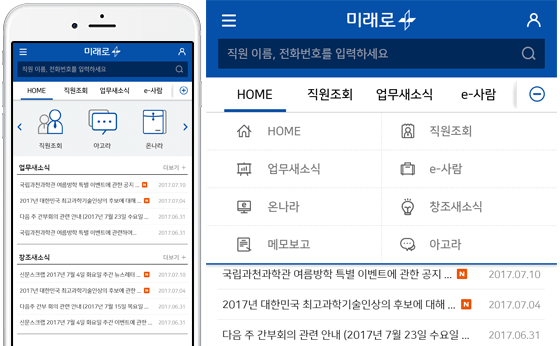 미래로
직원 이름, 전화번호를 입력하세요
HOME 직원조회 업무새소식 e-사람
직원조회 아고라 온나라
업무새소식 더보기 +
국립과천과학관 여름방학 특별 이벤트에 관한 공지 ... N 2017.07.10
2017년 대한민국 최고과학기술인상의 후보에 대해 ... N 2017.07.04
다음 주 간부회의 관련 안내 (2017년 7월 23일 수요일 ... 2017.06.31
국립과천과학관 여름방학에 관련하여... 2017.06.31
창조새소식 더보기 +
신문스크랩 2017년 7월 4일 화요일 주간 뉴스레터 ... N 2017.07.10
2017년 대한민국 최고과학기술인상의 후보에 관한 ... N 2017.07.04
다음주 간부 회의 관련 안내 (2017년 7월 15일 목요일 ... 2017.06.31
신문스크랩 2017년 7월 4일 화요일 주간 이벤트에 관련 ... 2017.06.31
미래로
직원 이름, 전화번호를 입력하세요
HOME 직원조회 업무새소식 e-사람
HOME 직원조회
업무새소식 e-사람
온나라 창조새소식
메모보고 아고라
국립과천과학관 여름방학 특별 이벤트에 관한 공지 ... N 2017.07.10
2017년 대한민국 최고과학기술인상의 후보에 대해 ... N 2017.07.04
다음 주 간부회의 관련 안내 (2017년 7월 23일 수요일 ... 2017.06.31